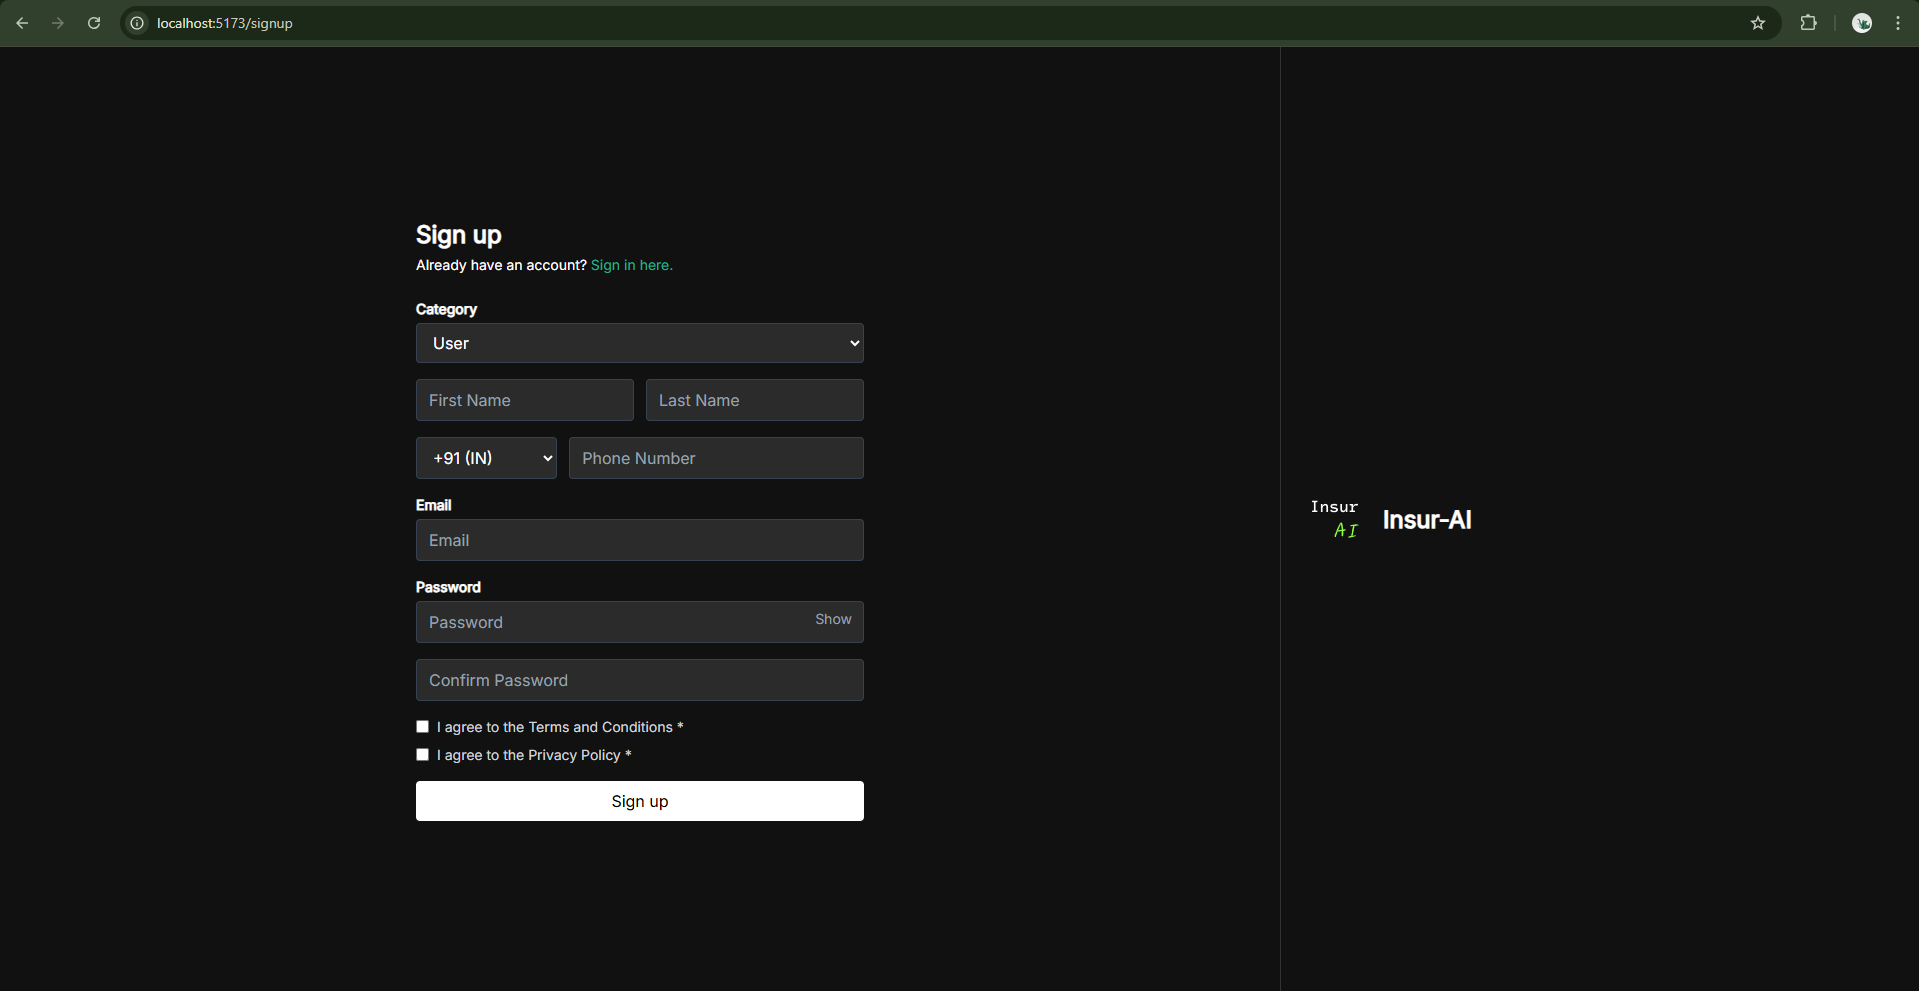 localhost:5173/signup
Sign up
Already have an account? Sign in here.
Category
User
First Name
Last Name
+91 (IN)
Phone Number
Email
Email
Password
Password
Show
Confirm Password
I agree to the Terms and Conditions *
I agree to the Privacy Policy *
Sign up
Insur
AI
Insur-AI